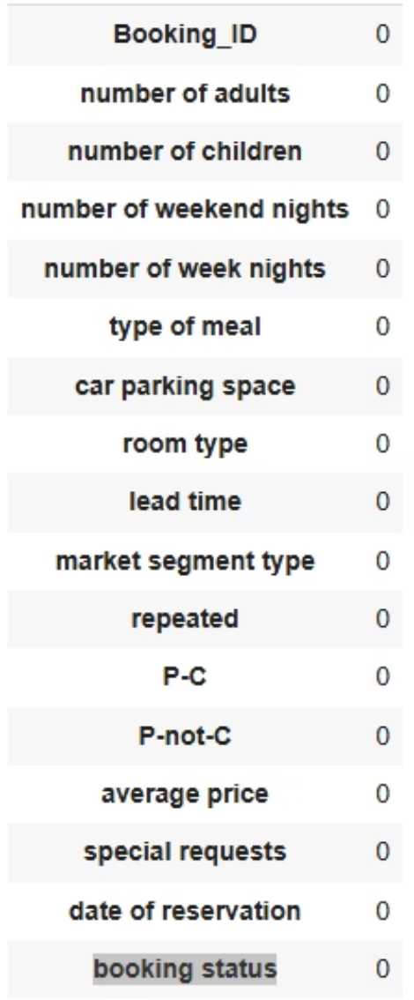 Booking_ID 0
number of adults 0
number of children 0
number of weekend nights 0
number of week nights 0
type of meal 0
car parking space 0
room type 0
lead time 0
market segment type 0
repeated 0
P-C 0
P-not-C 0
average price 0
special requests 0
date of reservation 0
booking status 0